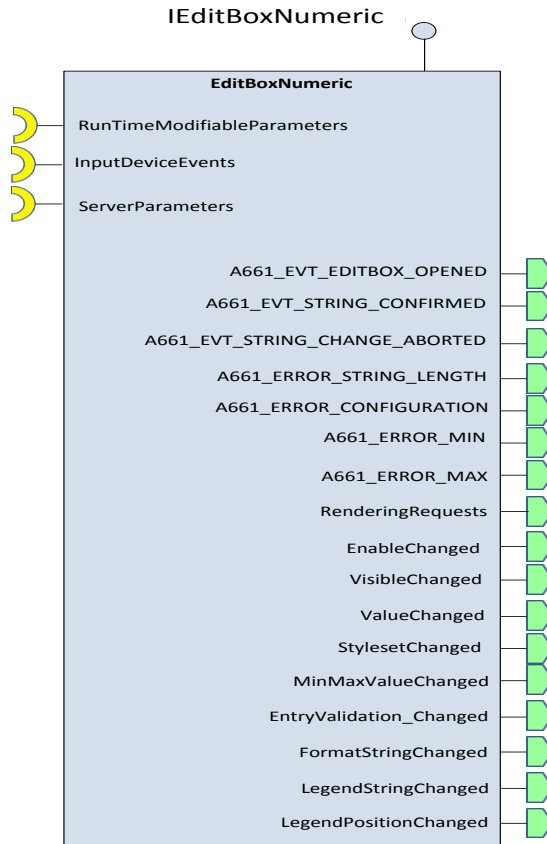 IEditBoxNumeric
EditBoxNumeric
RunTimeModifiableParameters
InputDeviceEvents
ServerParameters
A661_EVT_EDITBOX_OPENED
A661_EVT_STRING_CONFIRMED
A661_EVT_STRING_CHANGE_ABORTED
A661_ERROR_STRING_LENGTH
A661_ERROR_CONFIGURATION
A661_ERROR_MIN
A661_ERROR_MAX
RenderingRequests
EnableChanged
VisibleChanged
ValueChanged
StylesetChanged
MinMaxValueChanged
EntryValidation_Changed
FormatStringChanged
LegendStringChanged
LegendPositionChanged